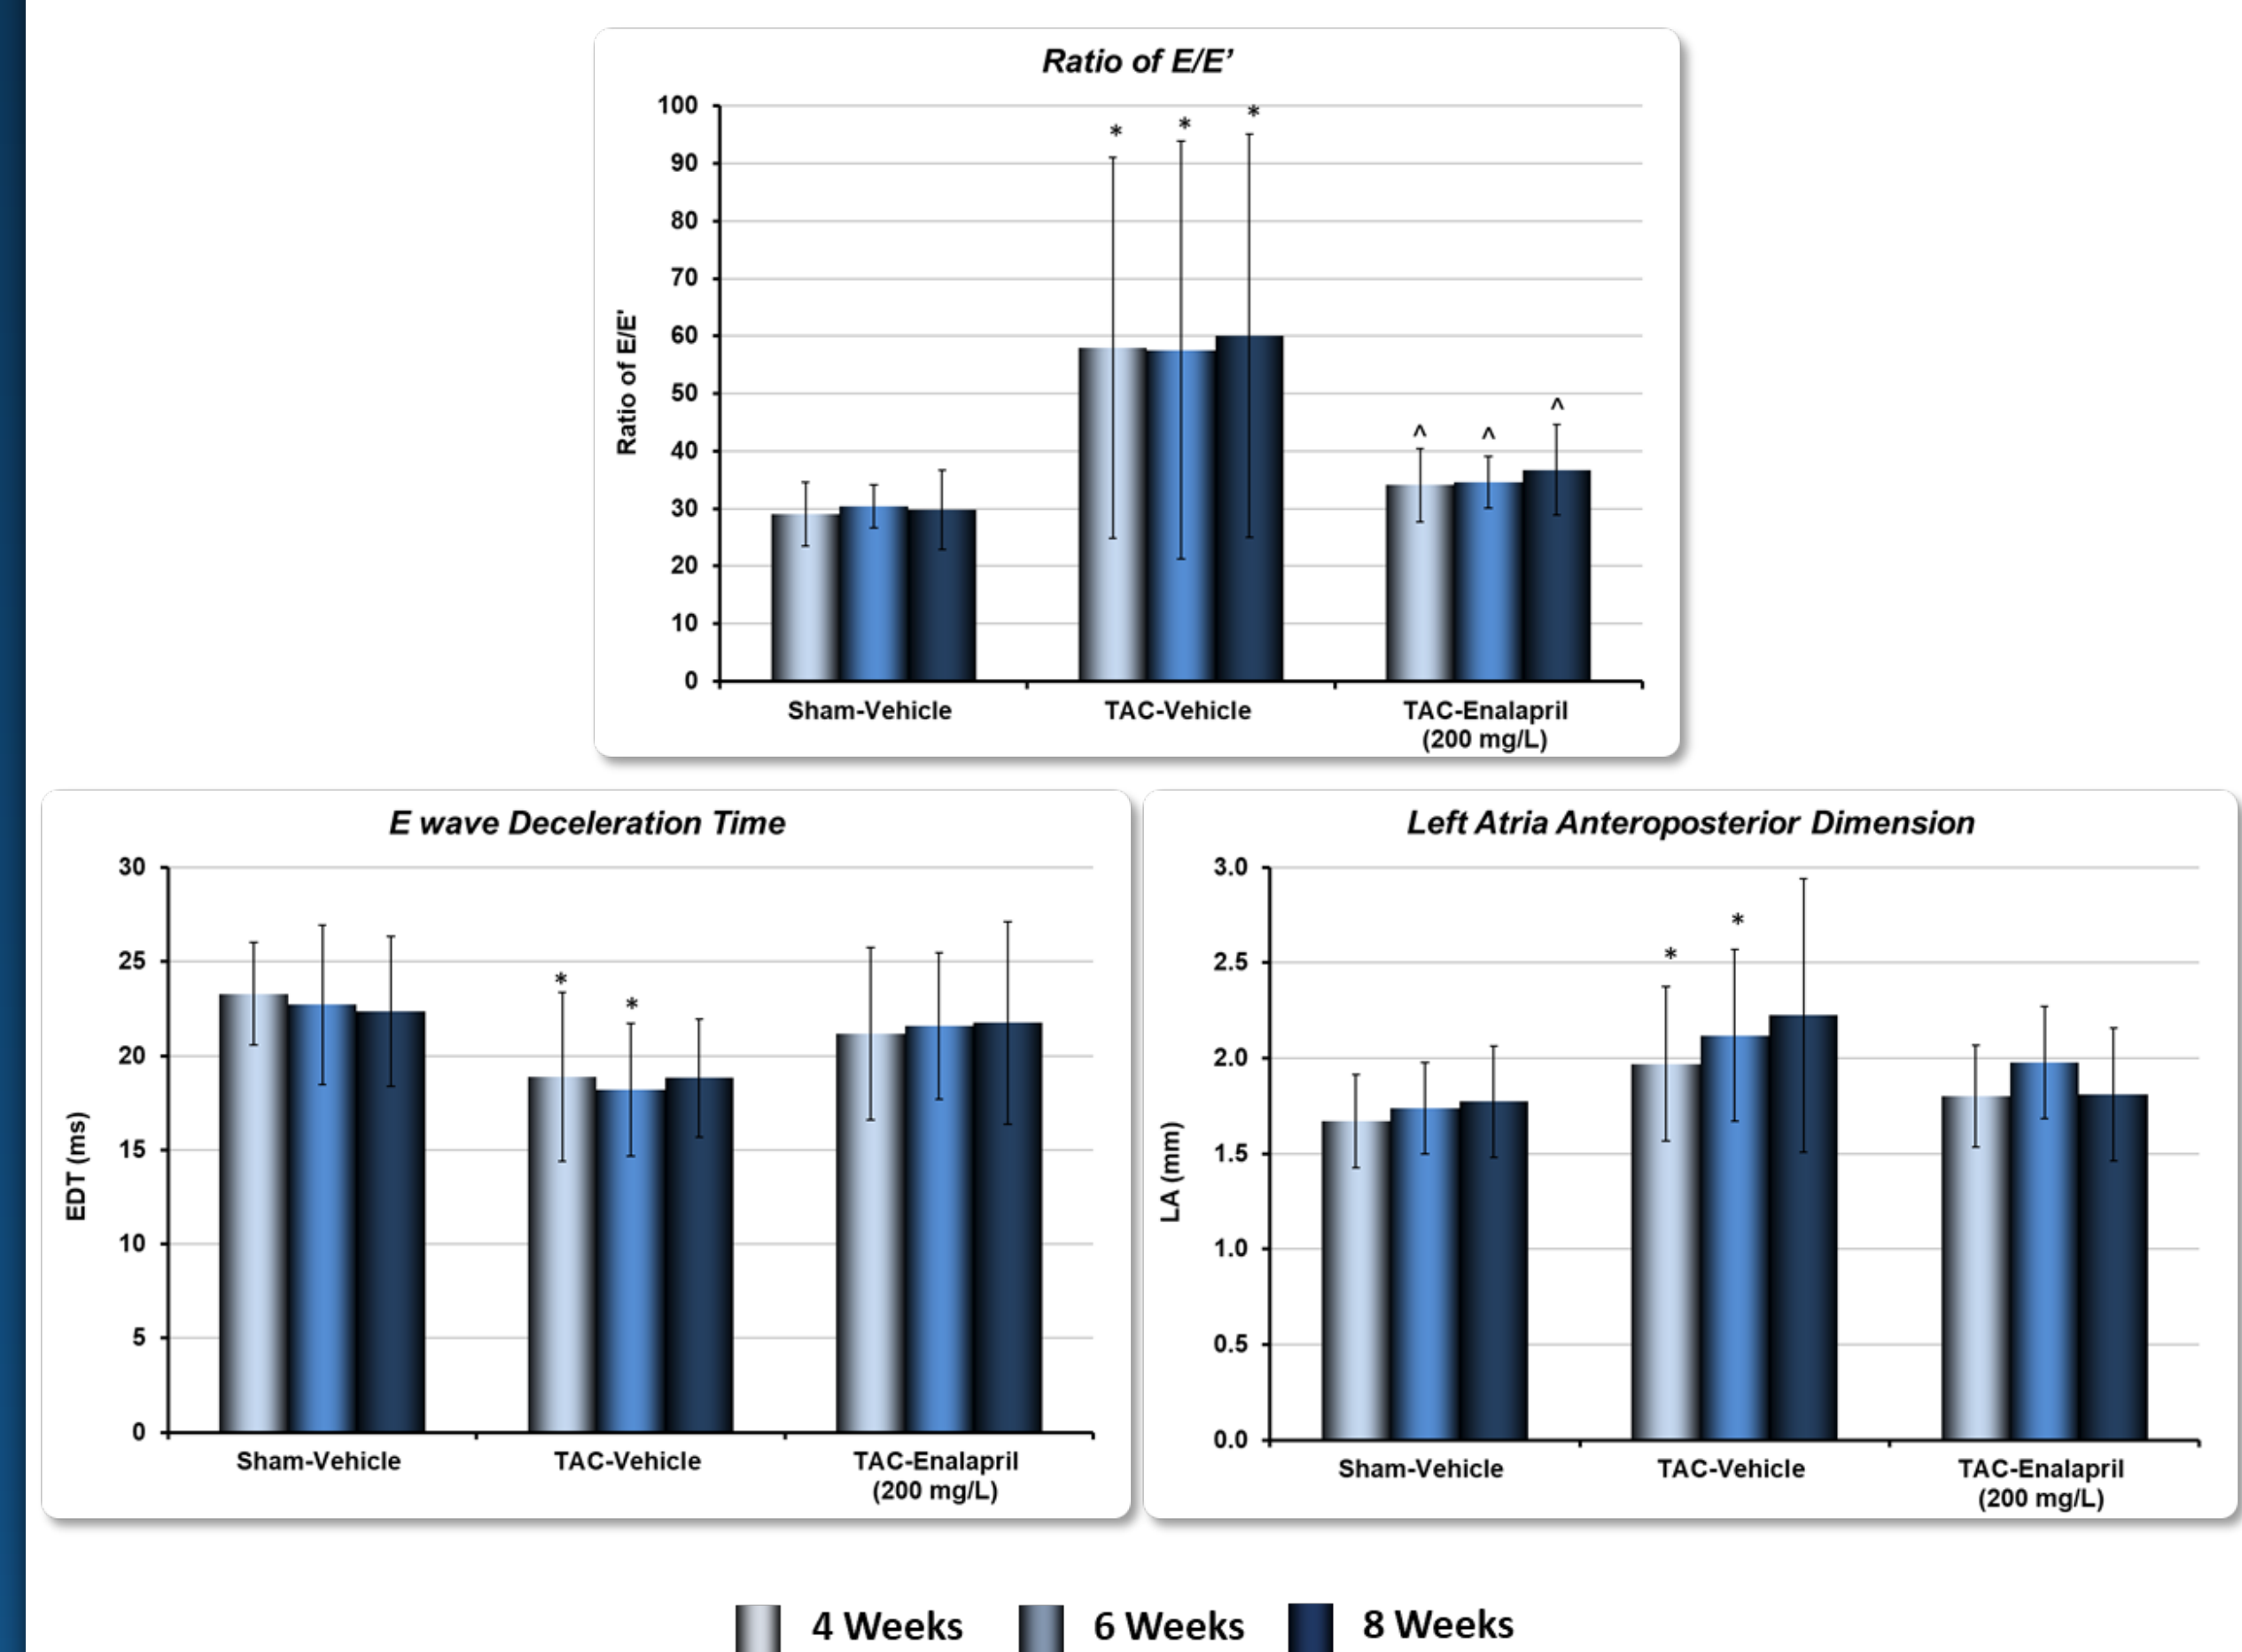 Ratio of E/E’
Ratio of E/E'
100
90
80
70
60
50
40
30
20
10
0
* * *
^ ^ ^
Sham-Vehicle TAC-Vehicle TAC-Enalapril
(200 mg/L)
E wave Deceleration Time
EDT (ms)
30
25
20
15
10
5
0
* *
Sham-Vehicle TAC-Vehicle TAC-Enalapril
(200 mg/L)
Left Atria Anteroposterior Dimension
LA (mm)
3.0
2.5
2.0
1.5
1.0
0.5
0.0
* *
Sham-Vehicle TAC-Vehicle TAC-Enalapril
(200 mg/L)
4 Weeks 6 Weeks 8 Weeks